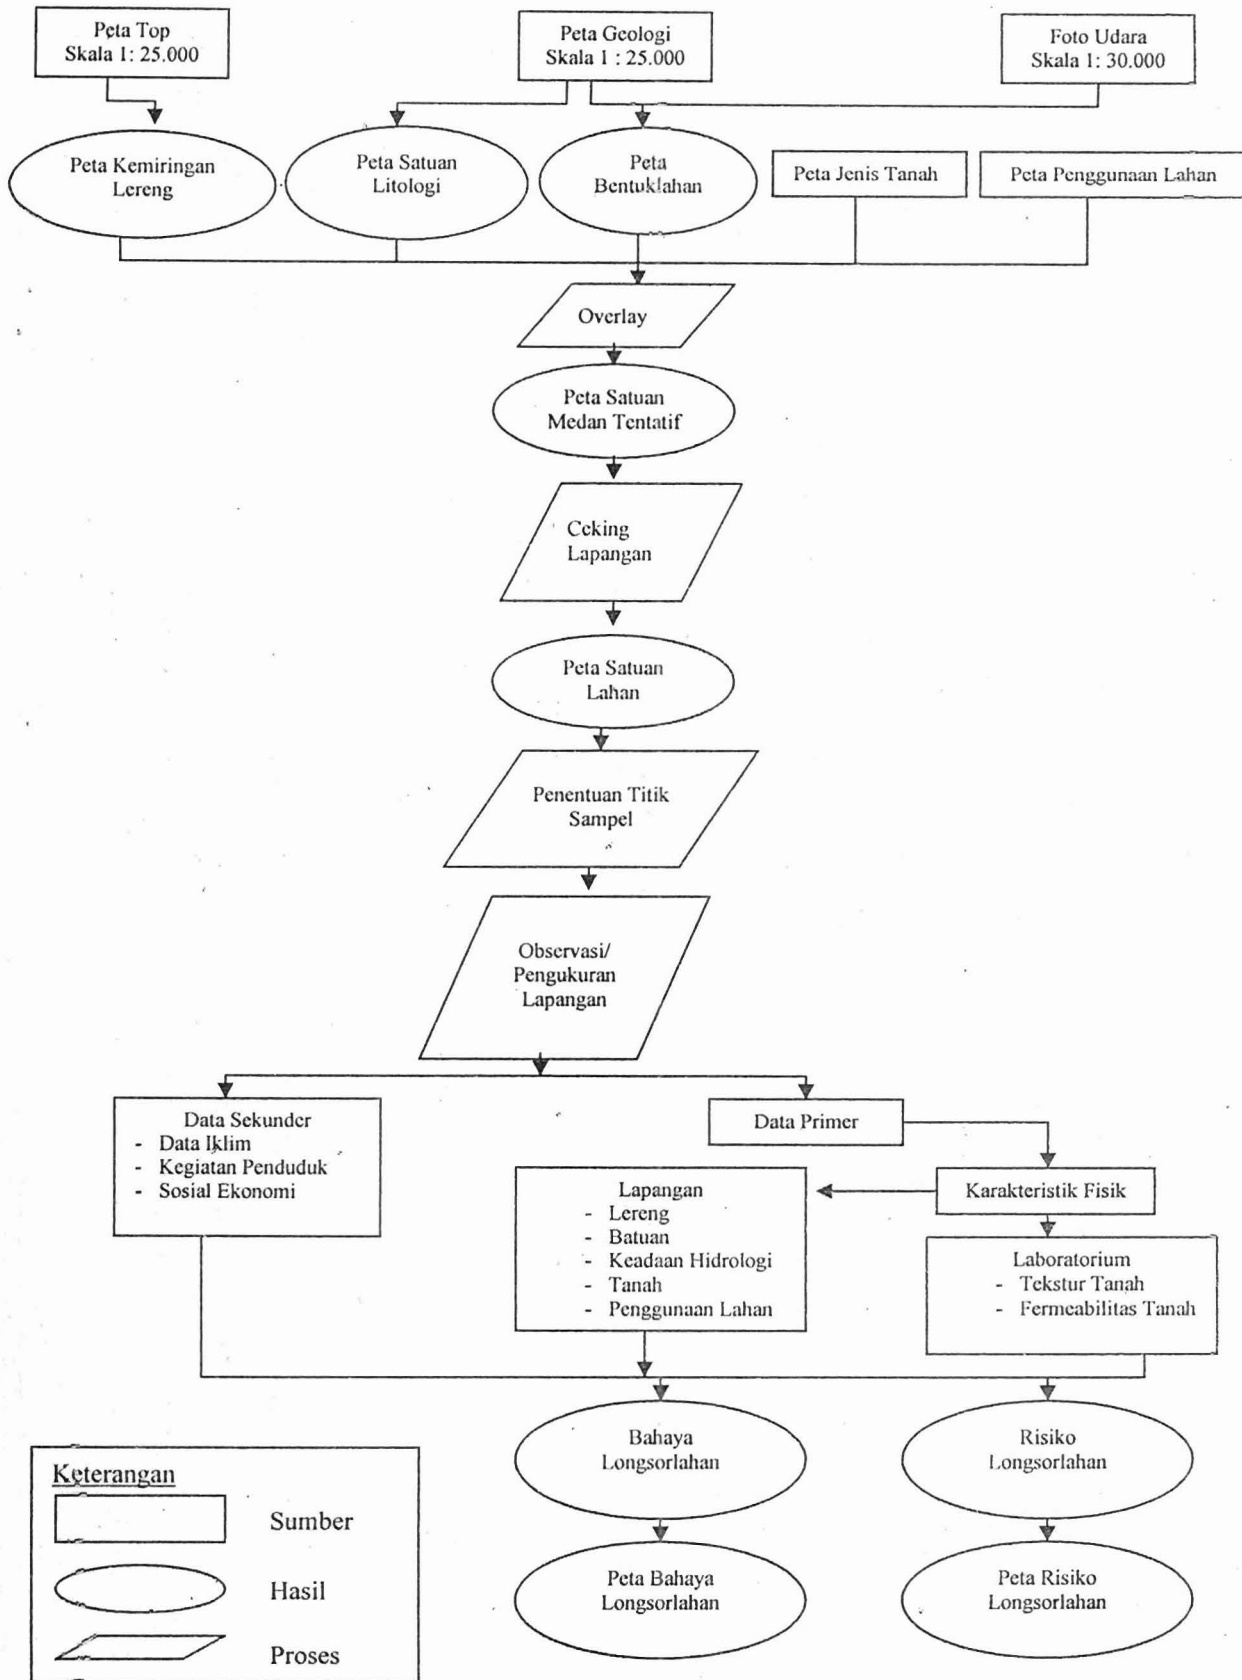 Peta Top
Skala 1: 25.000
Peta Geologi
Skala 1 : 25.000
Foto Udara
Skala 1: 30.000
Peta Kemiringan
Lereng
Peta Satuan
Litologi
Peta
Bentuklahan
Peta Jenis Tanah
Peta Penggunaan Lahan
Overlay
Peta Satuan
Medan Tentatif
Ceking
Lapangan
Peta Satuan
Lahan
Penentuan Titik
Sampel
Observasi/
Pengukuran
Lapangan
Data Sekunder
- Data Iklim
- Kegiatan Penduduk
- Sosial Ekonomi
Data Primer
Karakteristik Fisik
Lapangan
- Lereng
- Batuan
- Keadaan Hidrologi
- Tanah
- Penggunaan Lahan
Laboratorium
- Tekstur Tanah
- Fermeabilitas Tanah
Bahaya
Longsorlahan
Risiko
Longsorlahan
Peta Bahaya
Longsorlahan
Peta Risiko
Longsorlahan
Keterangan
Sumber
Hasil
Proses